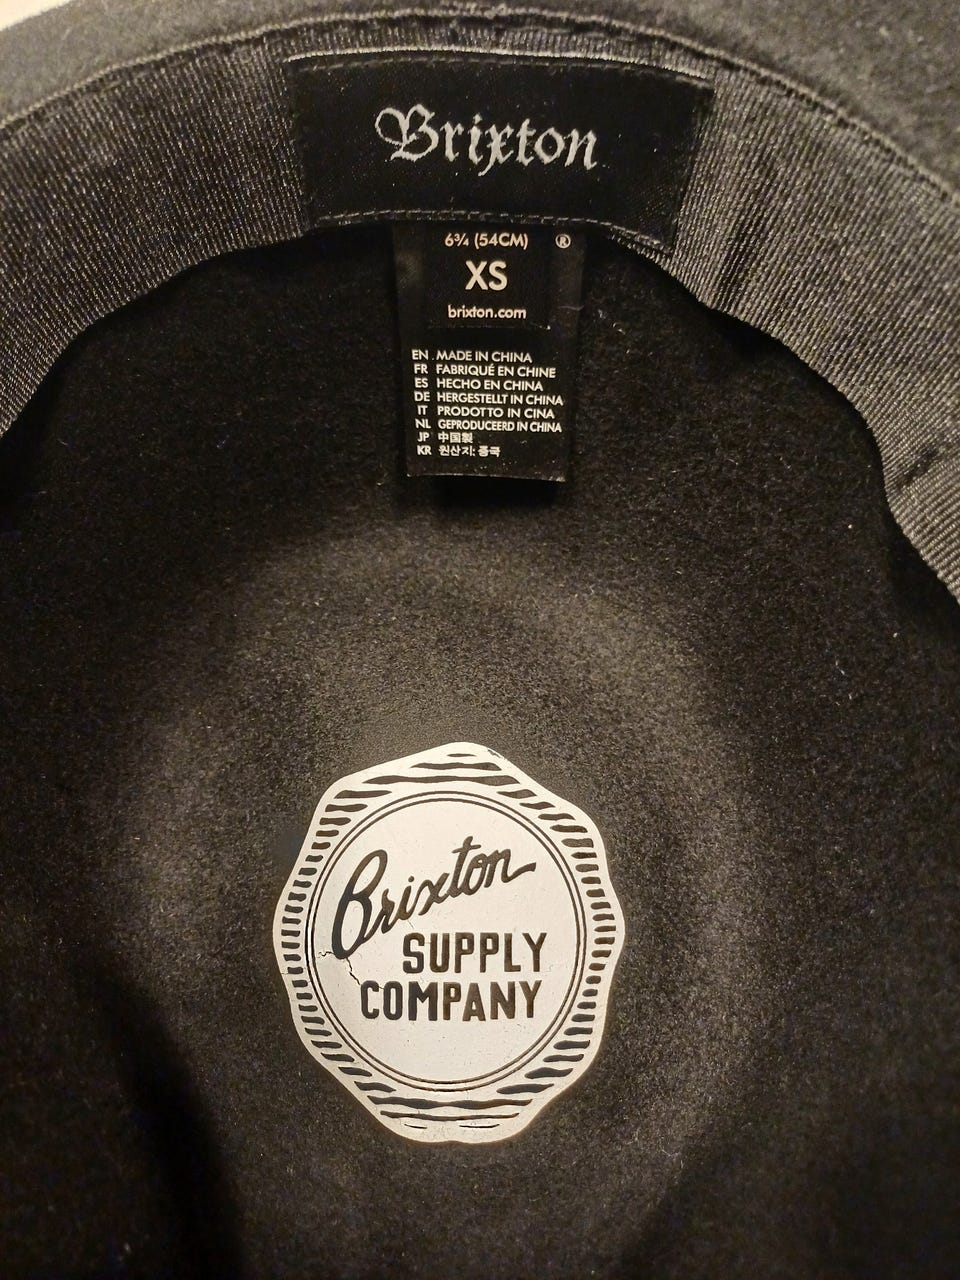 Brixton
6¾ (54CM) ®
XS
brixton.com
EN MADE IN CHINA
FR FABRIQUÉ EN CHINE
ES HECHO EN CHINA
DE HERGESTELLT IN CHINA
IT PRODOTTO IN CINA
NL GEPRODUCEERD IN CHINA
JP 中国製
KR 원산지: 중국
Brixton
SUPPLY
COMPANY